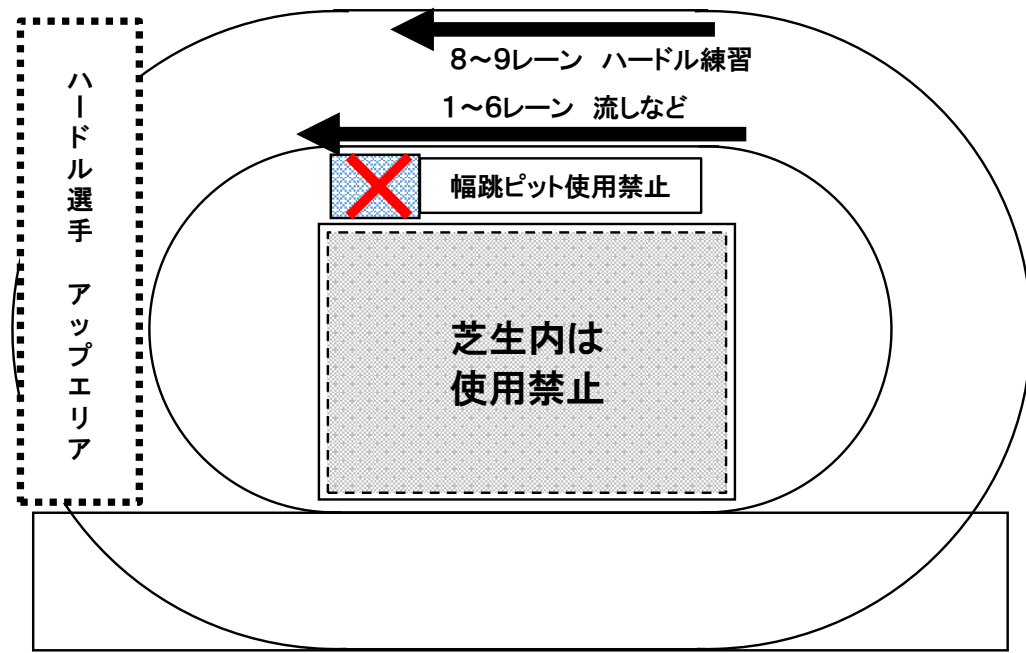 8～9レーン　ハードル練習
1～6レーン　流しなど
幅跳ピット使用禁止
ハードル選手　アップエリア
芝生内は
使用禁止